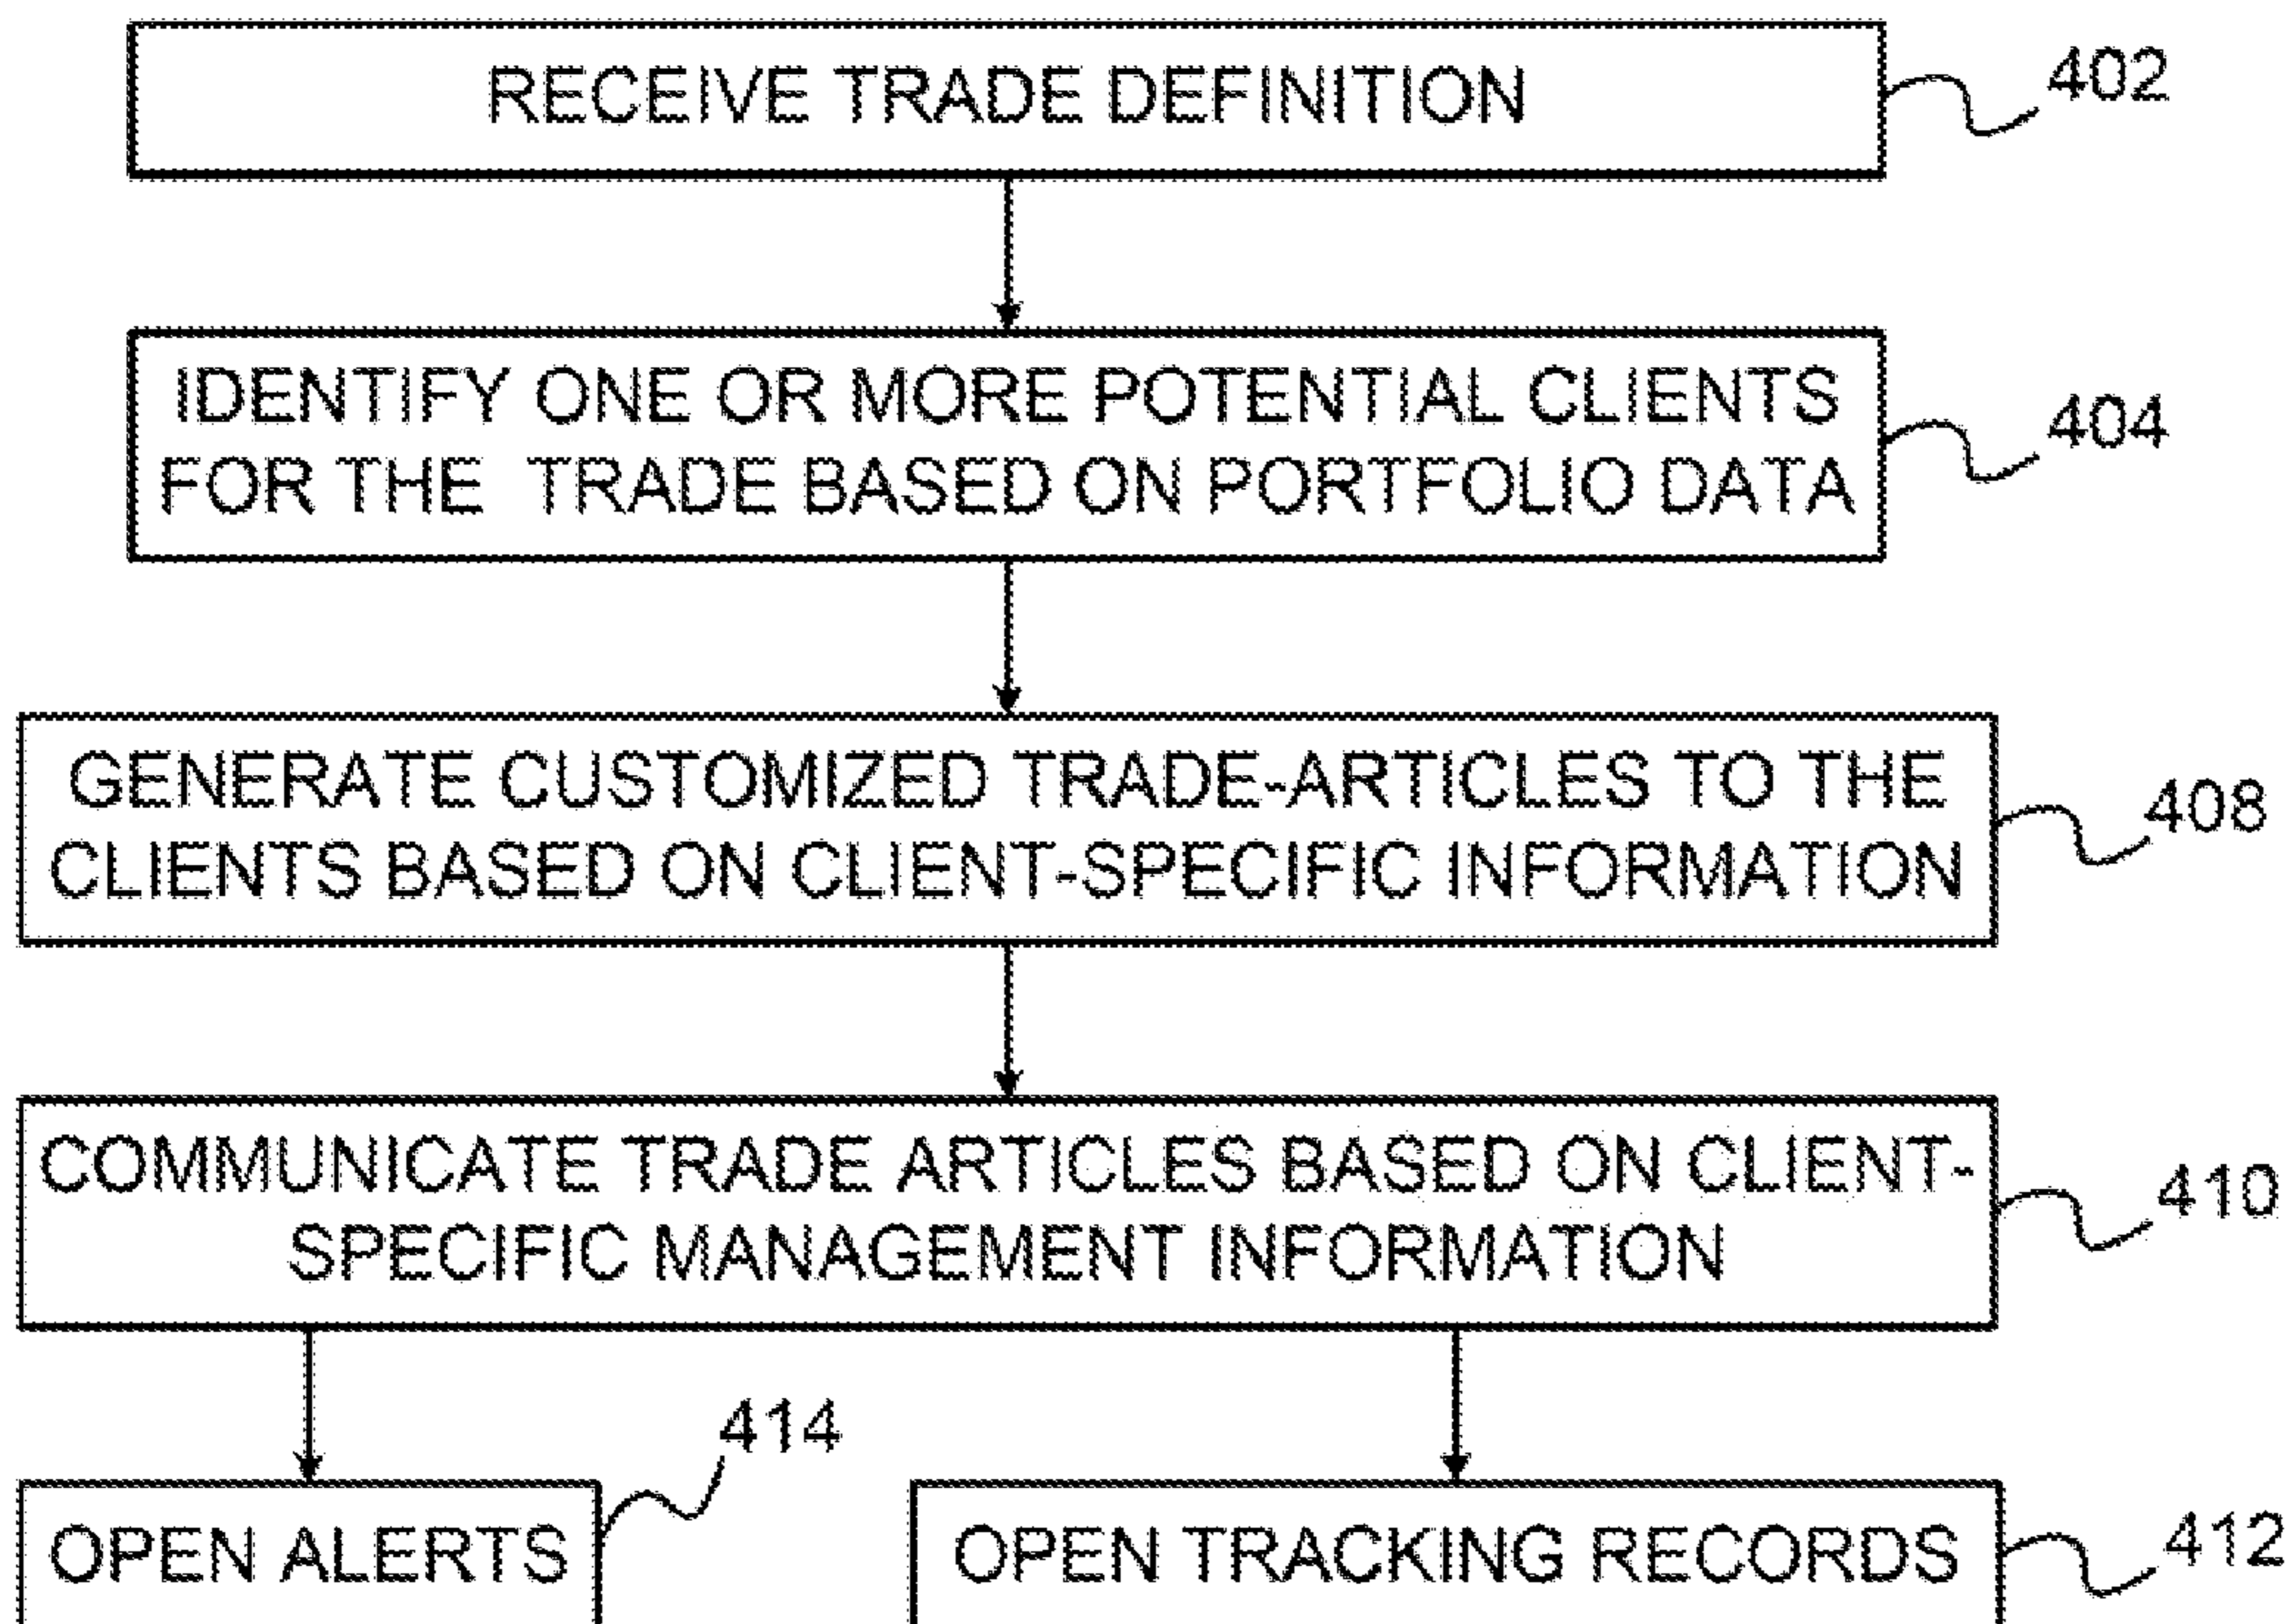 RECEIVE TRADE DEFINITION
402
IDENTIFY ONE OR MORE POTENTIAL CLIENTS
FOR THE TRADE BASED ON PORTFOLIO DATA
404
GENERATE CUSTOMIZED TRADE-ARTICLES TO THE
CLIENTS BASED ON CLIENT-SPECIFIC INFORMATION
408
COMMUNICATE TRADE ARTICLES BASED ON CLIENT-
SPECIFIC MANAGEMENT INFORMATION
410
414
OPEN ALERTS
OPEN TRACKING RECORDS
412